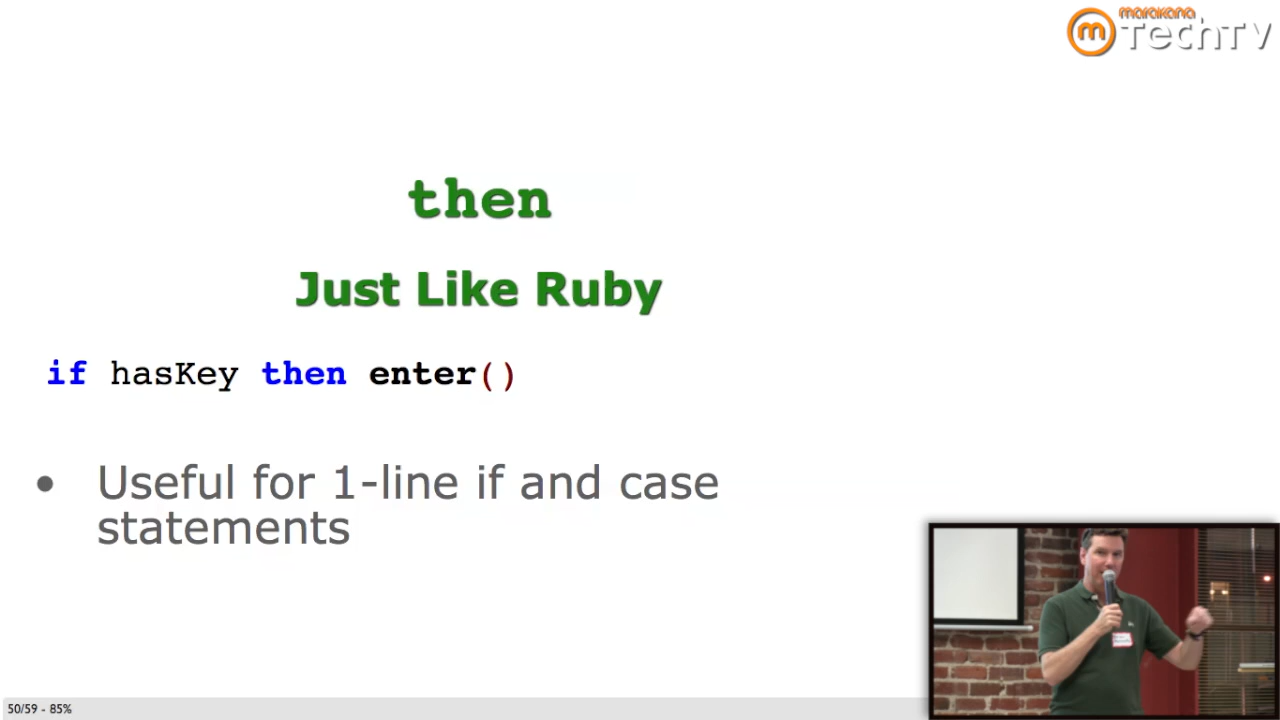 marakana
TechTV
then
Just Like Ruby
if hasKey then enter()
• Useful for 1-line if and case
statements
50/59 - 85%